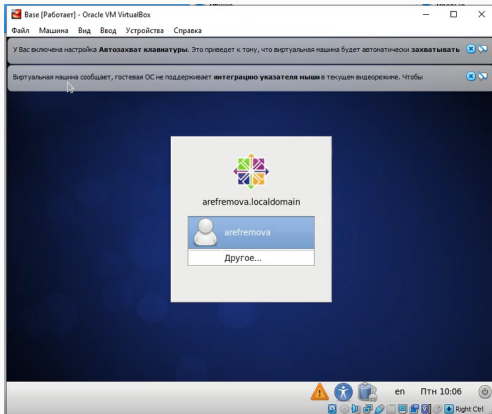 Base [Работает] - Oracle VM VirtualBox
Файл Машина Вид Ввод Устройства Справка
У Вас включена настройка Автозахват клавиатуры. Это приведет к тому, что виртуальная машина будет автоматически захватывать
Виртуальная машина сообщает, гостевая ОС не поддерживает интеграцию указателя мыши в текущем видеорежиме. Чтобы
arefremova.localdomain
arefremova
Другое...
en Птн 10:06
Right Ctrl